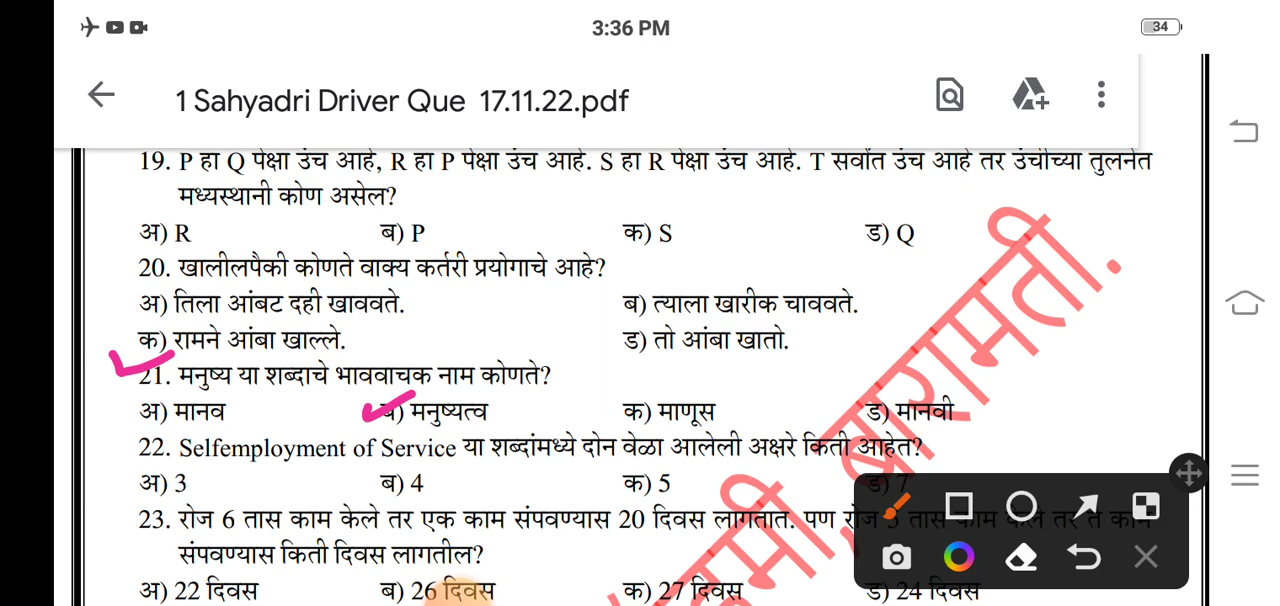 3:36 PM
34
1 Sahyadri Driver Que 17.11.22.pdf
19. P हा Q पेक्षा उंच आहे, R हा P पेक्षा उंच आहे. S हा R पेक्षा उंच आहे. T सर्वात उंच आहे तर उंचीच्या तुलनेत
मध्यस्थानी कोण असेल?
अ) R ब) P क) S ड) Q
20. खालीलपैकी कोणते वाक्य कर्तरी प्रयोगाचे आहे?
अ) तिला आंबट दही खाववते. ब) त्याला खारीक चाववते.
क) रामने आंबा खाल्ले. ड) तो आंबा खातो.
21. मनुष्य या शब्दाचे भाववाचक नाम कोणते?
अ) मानव ब) मनुष्यत्व क) माणूस ड) मानवी
22. Selfemployment of Service या शब्दांमध्ये दोन वेळा आलेली अक्षरे किती आहेत?
अ) 3 ब) 4 क) 5 ड) 7
23. रोज 6 तास काम केले तर एक काम संपवण्यास 20 दिवस लागतात. पण रोज 5 तास काम केले तर ते काम
संपवण्यास किती दिवस लागतील?
अ) 22 दिवस ब) 26 दिवस क) 27 दिवस ड) 24 दिवस
बारामती.